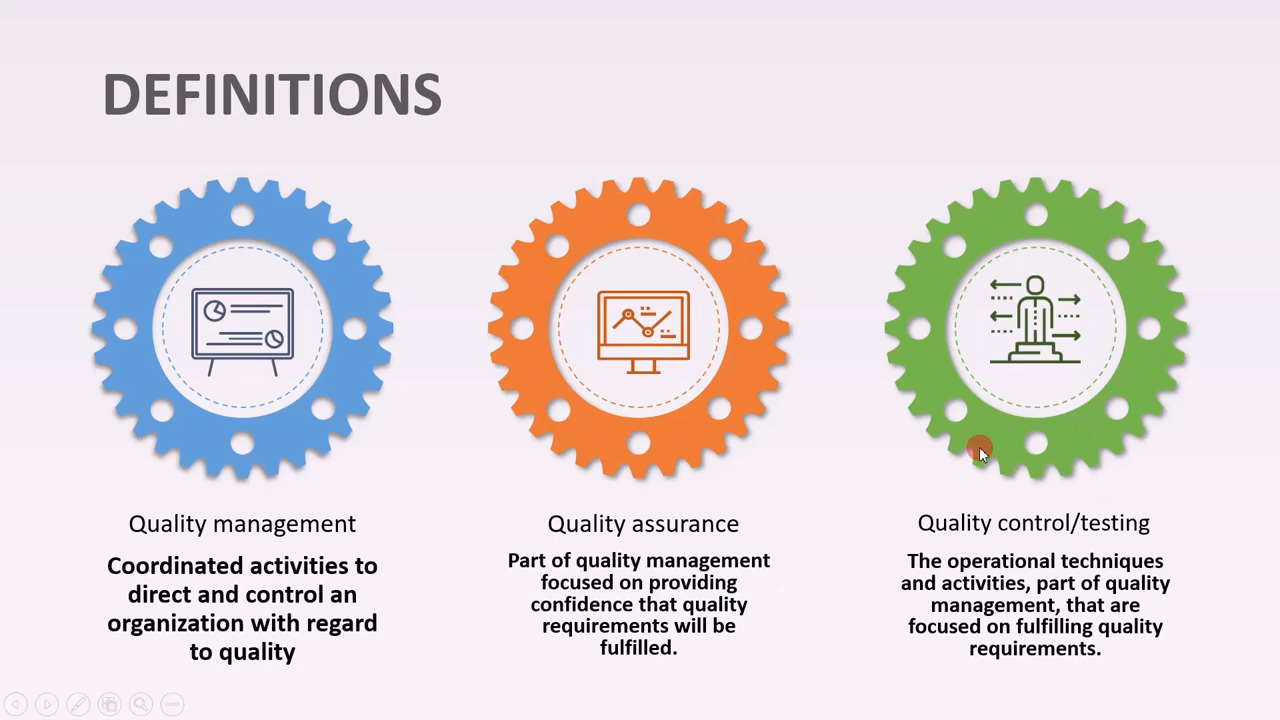 DEFINITIONS
Quality management
Coordinated activities to
direct and control an
organization with regard
to quality
Quality assurance
Part of quality management
focused on providing
confidence that quality
requirements will be
fulfilled.
Quality control/testing
The operational techniques
and activities, part of quality
management, that are
focused on fulfilling quality
requirements.